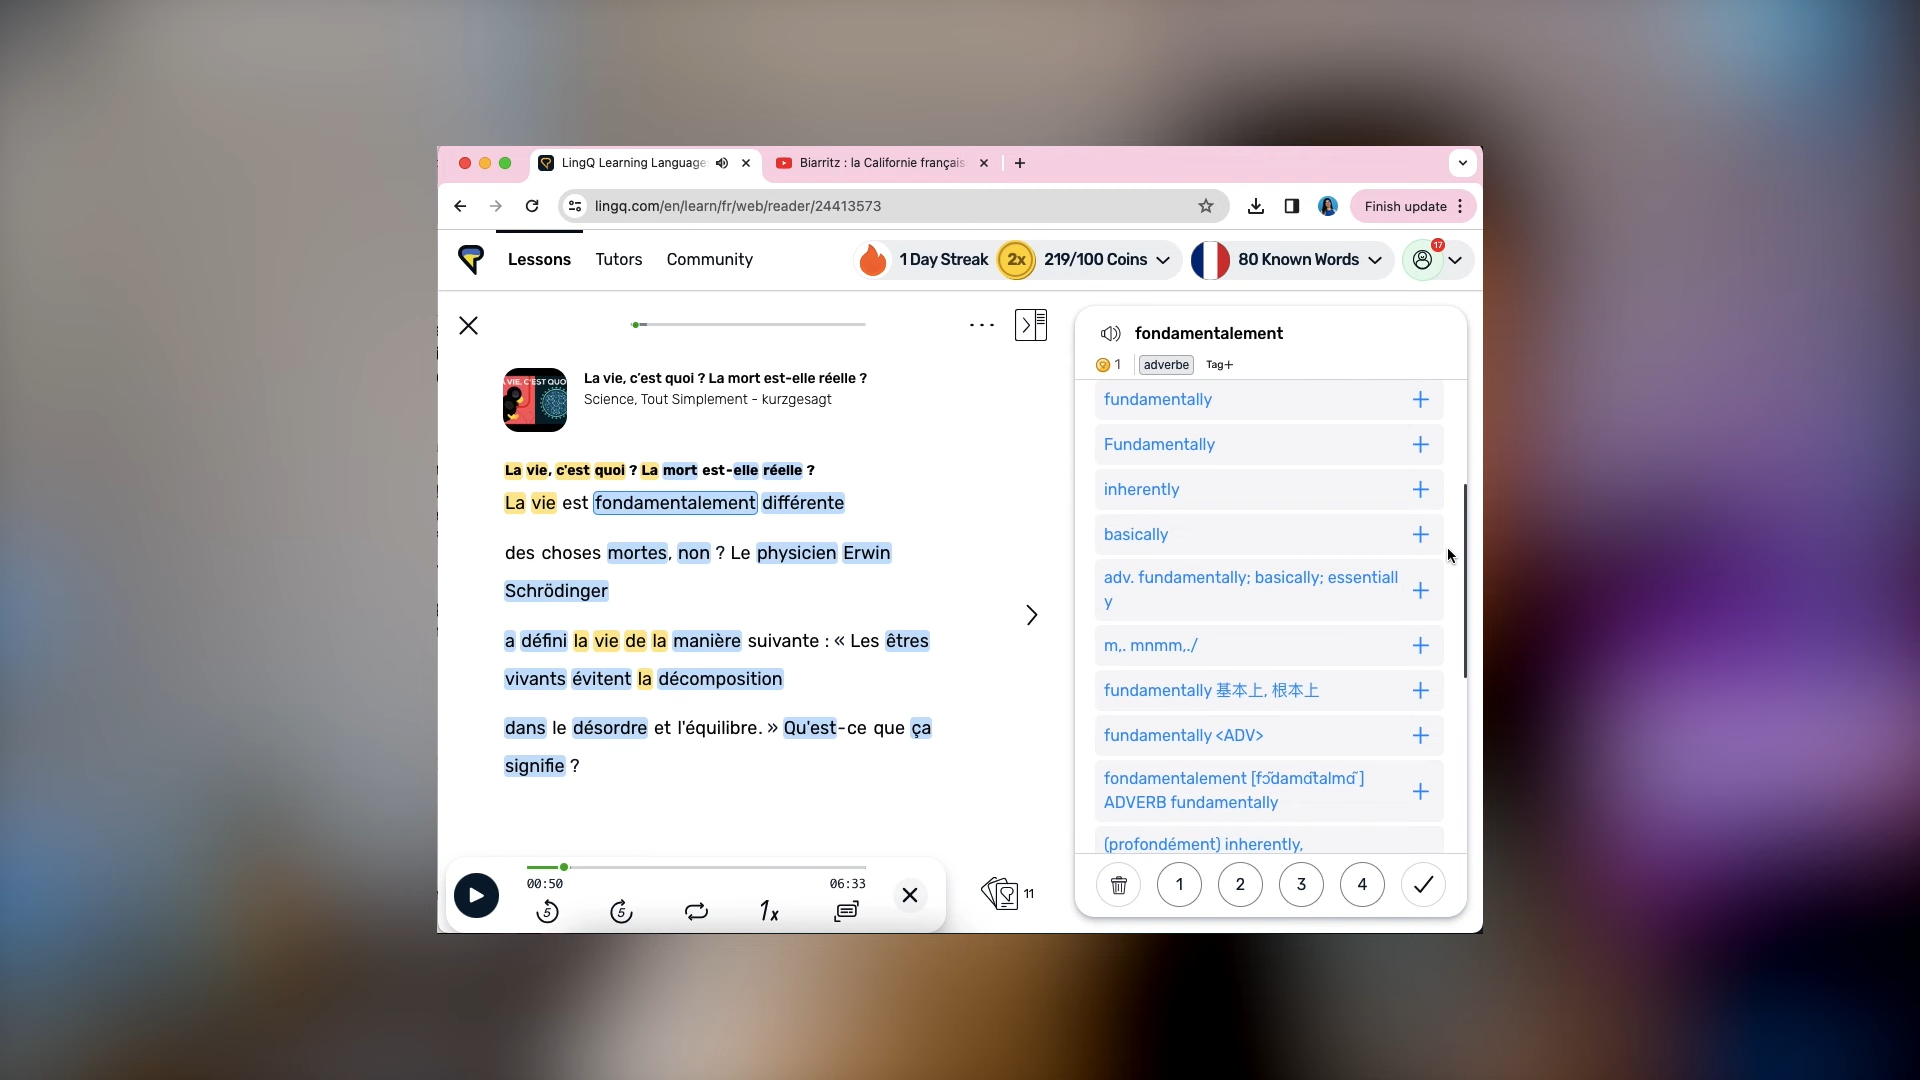 LingQ Learning Language
Biarritz : la Californie français
lingq.com/en/learn/fr/web/reader/24413573
Finish update
Lessons
Tutors
Community
1 Day Streak
2x
219/100 Coins
80 Known Words
17
La vie, c'est quoi ? La mort est-elle réelle ?
Science, Tout Simplement - kurzgesagt
La vie, c'est quoi ? La mort est-elle réelle ?
La vie est fondamentalement différente
des choses mortes, non ? Le physicien Erwin
Schrödinger
a défini la vie de la manière suivante : « Les êtres
vivants évitent la décomposition
dans le désordre et l'équilibre. » Qu'est-ce que ça
signifie ?
00:50
06:33
5
5
1x
11
fondamentalement
1
adverbe
Tag+
fundamentally
Fundamentally
inherently
basically
adv. fundamentally; basically; essentiall
y
m,. mnmm,./
fundamentally 基本上, 根本上
fundamentally <ADV>
fondamentalement [fɔ̃damɑ̃talmɑ̃]
ADVERB fundamentally
(profondément) inherently,
1
2
3
4